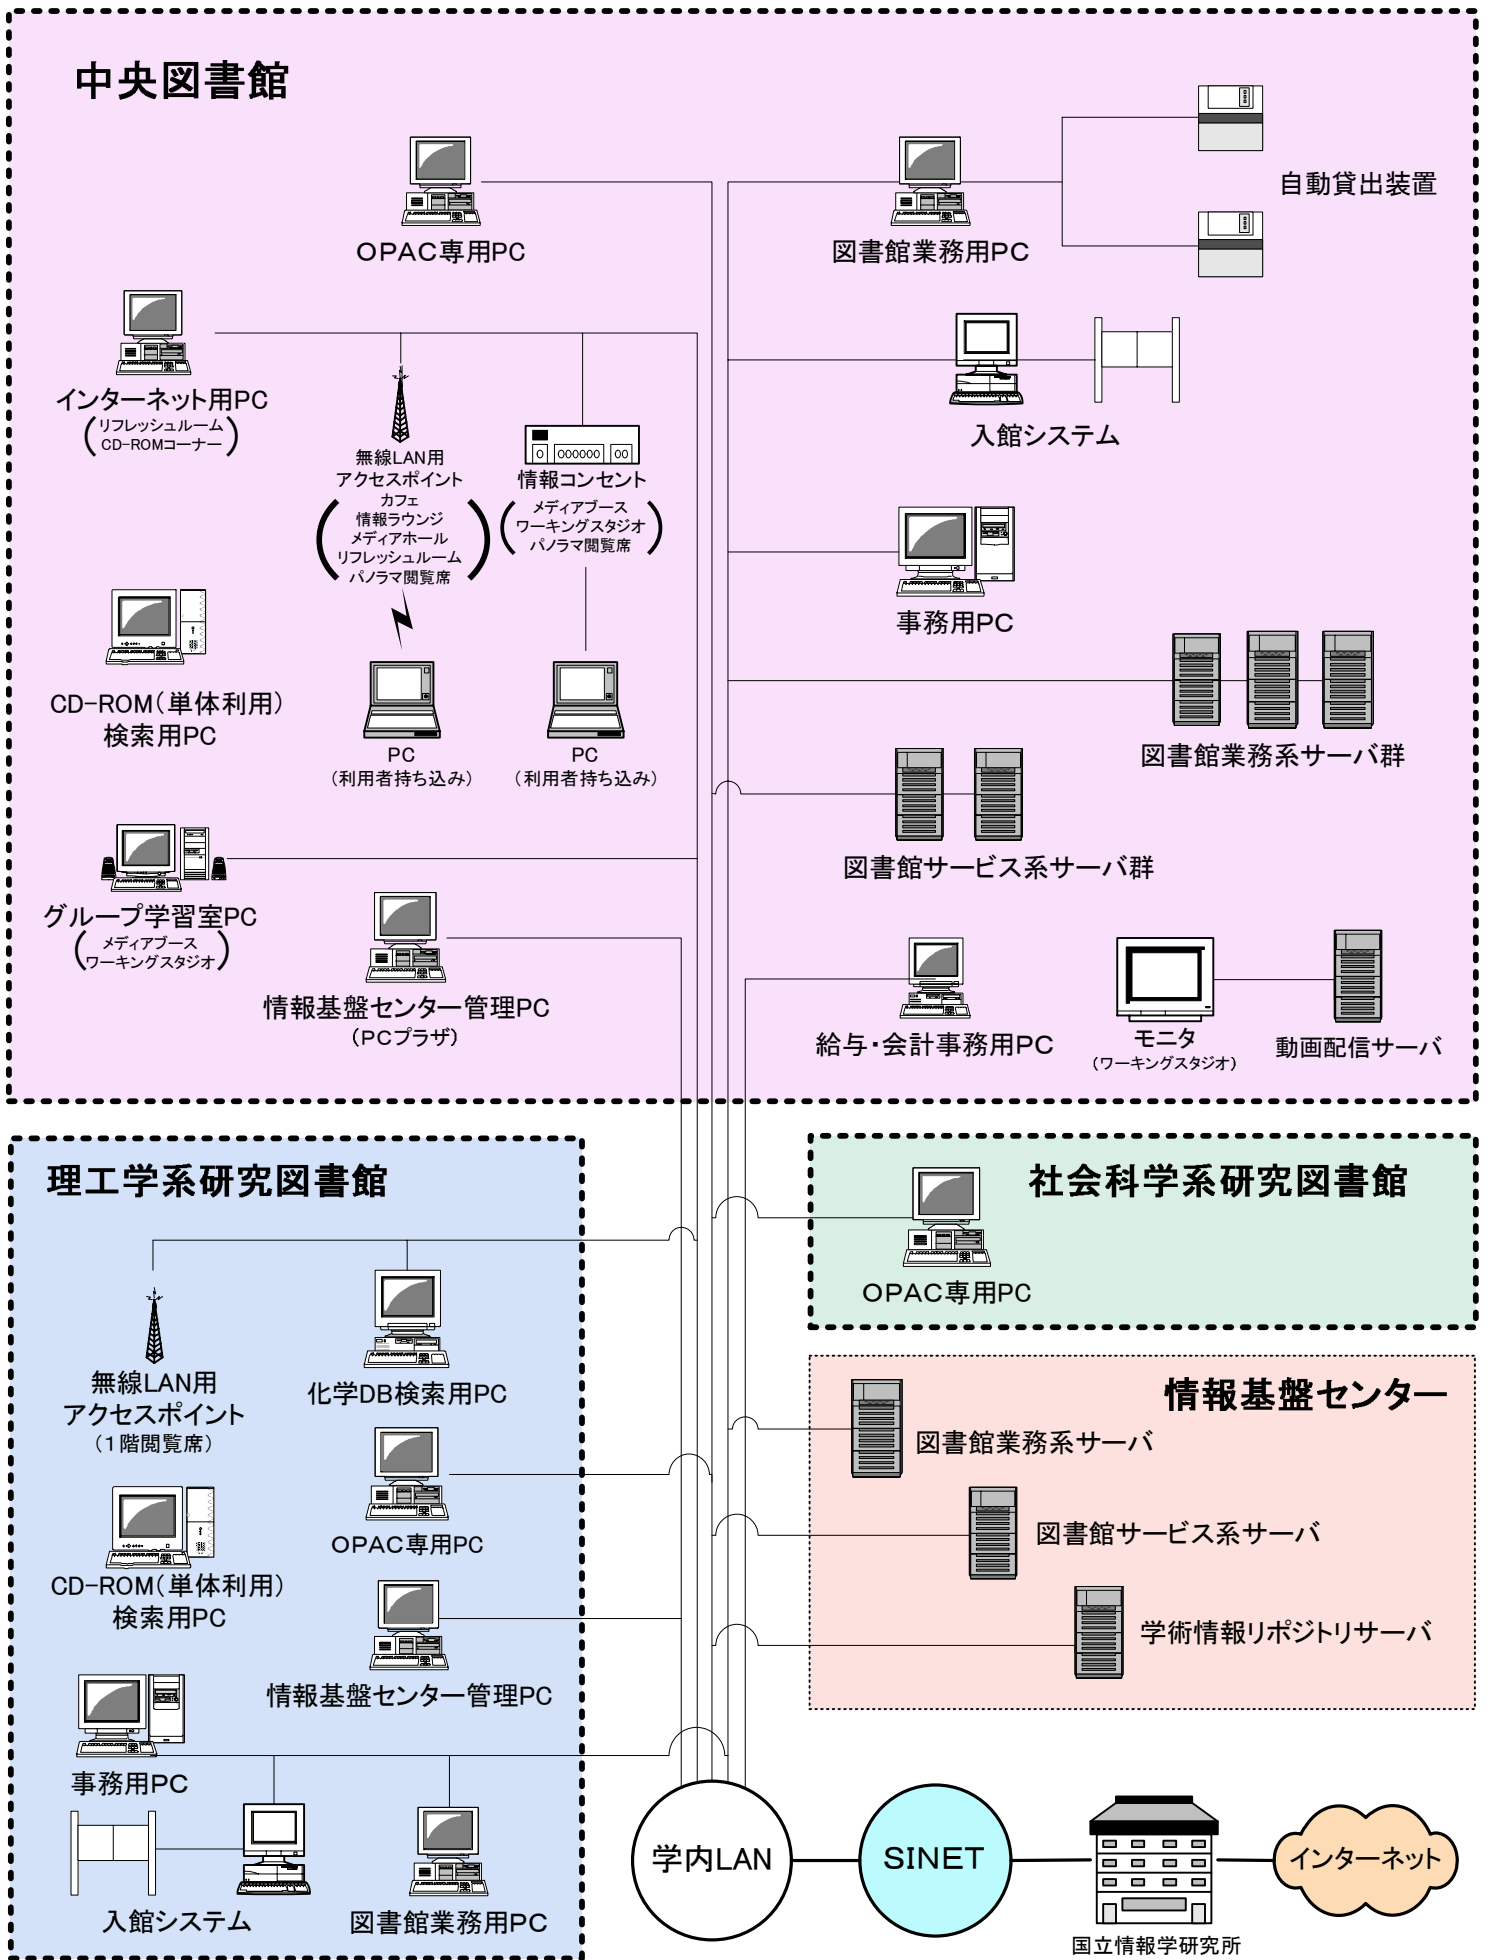 中央図書館
OPAC専用PC
図書館業務用PC
自動貸出装置
インターネット用PC
(リフレッシュルーム
CD-ROMコーナー)
無線LAN用
アクセスポイント
(カフェ
情報ラウンジ
メディアホール
リフレッシュルーム
パノラマ閲覧席)
0 000000 00
情報コンセント
(メディアブース
ワーキングスタジオ
パノラマ閲覧席)
入館システム
事務用PC
CD-ROM(単体利用)
検索用PC
PC
(利用者持ち込み)
PC
(利用者持ち込み)
図書館業務系サーバ群
図書館サービス系サーバ群
グループ学習室PC
(メディアブース
ワーキングスタジオ)
情報基盤センター管理PC
(PCプラザ)
給与・会計事務用PC
モニタ
(ワーキングスタジオ)
動画配信サーバ
理工学系研究図書館
無線LAN用
アクセスポイント
(1階閲覧席)
化学DB検索用PC
OPAC専用PC
CD-ROM(単体利用)
検索用PC
情報基盤センター管理PC
事務用PC
入館システム
図書館業務用PC
社会科学系研究図書館
OPAC専用PC
情報基盤センター
図書館業務系サーバ
図書館サービス系サーバ
学術情報リポジトリサーバ
学内LAN
SINET
国立情報学研究所
インターネット